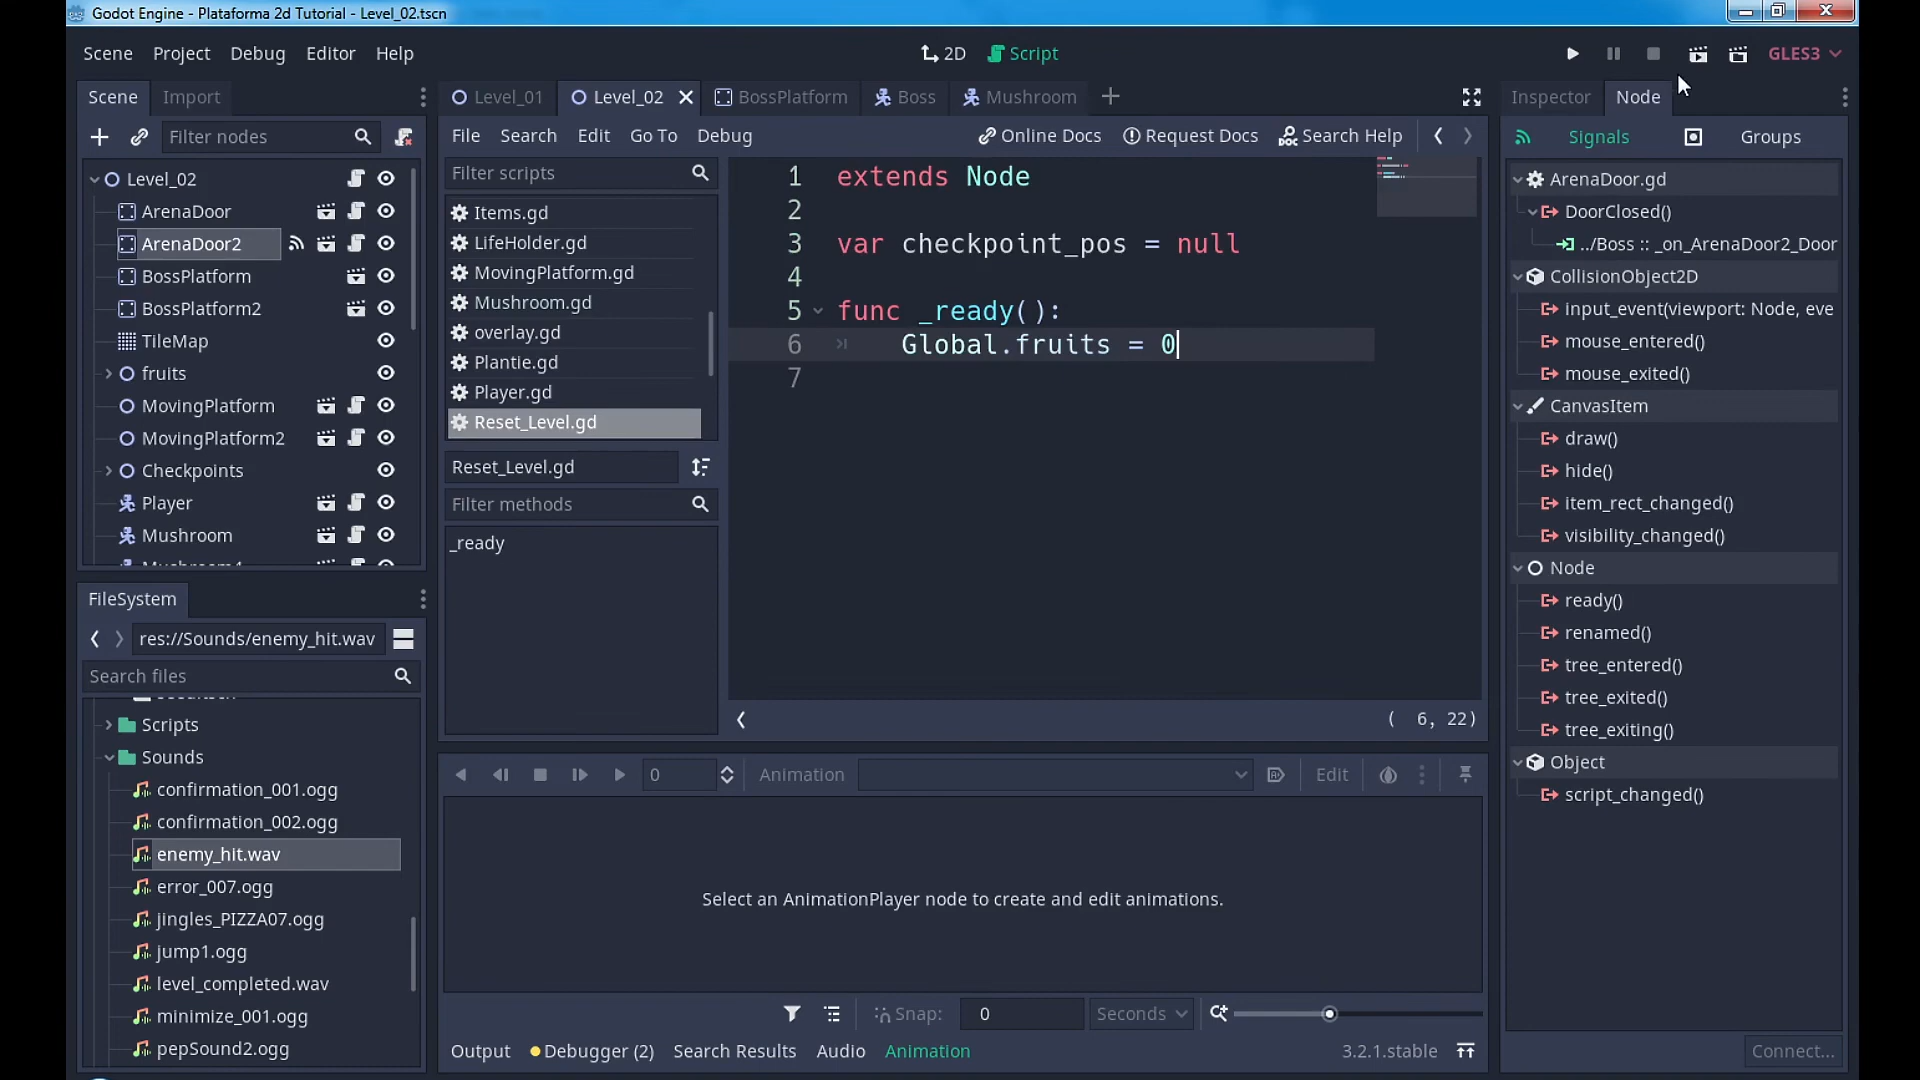 Godot Engine - Plataforma 2d Tutorial - Level_02.tscn
Scene Project Debug Editor Help
2D Script
GLES3
Scene Import
Level_01 Level_02 BossPlatform Boss Mushroom
Inspector Node
Filter nodes
File Search Edit Go To Debug
Online Docs Request Docs Search Help
Signals Groups
Level_02
ArenaDoor
ArenaDoor2
BossPlatform
BossPlatform2
TileMap
fruits
MovingPlatform
MovingPlatform2
Checkpoints
Player
Mushroom
FileSystem
res://Sounds/enemy_hit.wav
Search files
Scripts
Sounds
confirmation_001.ogg
confirmation_002.ogg
enemy_hit.wav
error_007.ogg
jingles_PIZZA07.ogg
jump1.ogg
level_completed.wav
minimize_001.ogg
pepSound2.ogg
Filter scripts
Items.gd
LifeHolder.gd
MovingPlatform.gd
Mushroom.gd
overlay.gd
Plantie.gd
Player.gd
Reset_Level.gd
Reset_Level.gd
Filter methods
_ready
1 extends Node
2
3 var checkpoint_pos = null
4
5 func _ready():
6 Global.fruits = 0
7
( 6, 22)
0 Animation Edit
Select an AnimationPlayer node to create and edit animations.
Snap: 0 Seconds
Output Debugger (2) Search Results Audio Animation 3.2.1.stable
ArenaDoor.gd
DoorClosed()
../Boss :: _on_ArenaDoor2_Door
CollisionObject2D
input_event(viewport: Node, eve
mouse_entered()
mouse_exited()
CanvasItem
draw()
hide()
item_rect_changed()
visibility_changed()
Node
ready()
renamed()
tree_entered()
tree_exited()
tree_exiting()
Object
script_changed()
Connect...